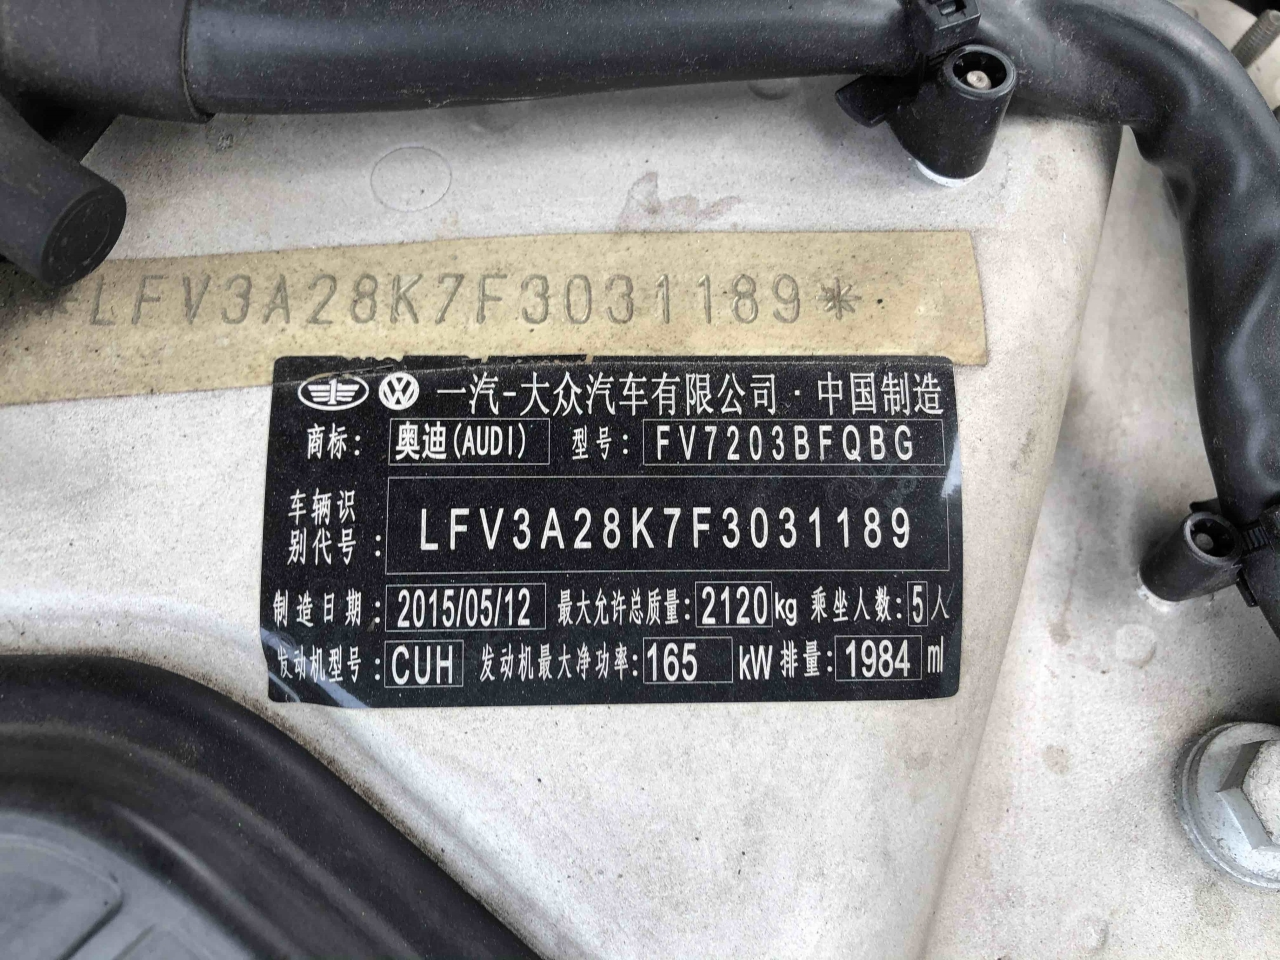 *LFV3A28K7F3031189*
一汽-大众汽车有限公司·中国制造
商标: 奥迪(AUDI) 型号: FV7203BFQBG
车辆识别代号: LFV3A28K7F3031189
制造日期: 2015/05/12 最大允许总质量: 2120kg 乘坐人数: 5人
发动机型号: CUH 发动机最大净功率: 165 kW 排量: 1984 ml